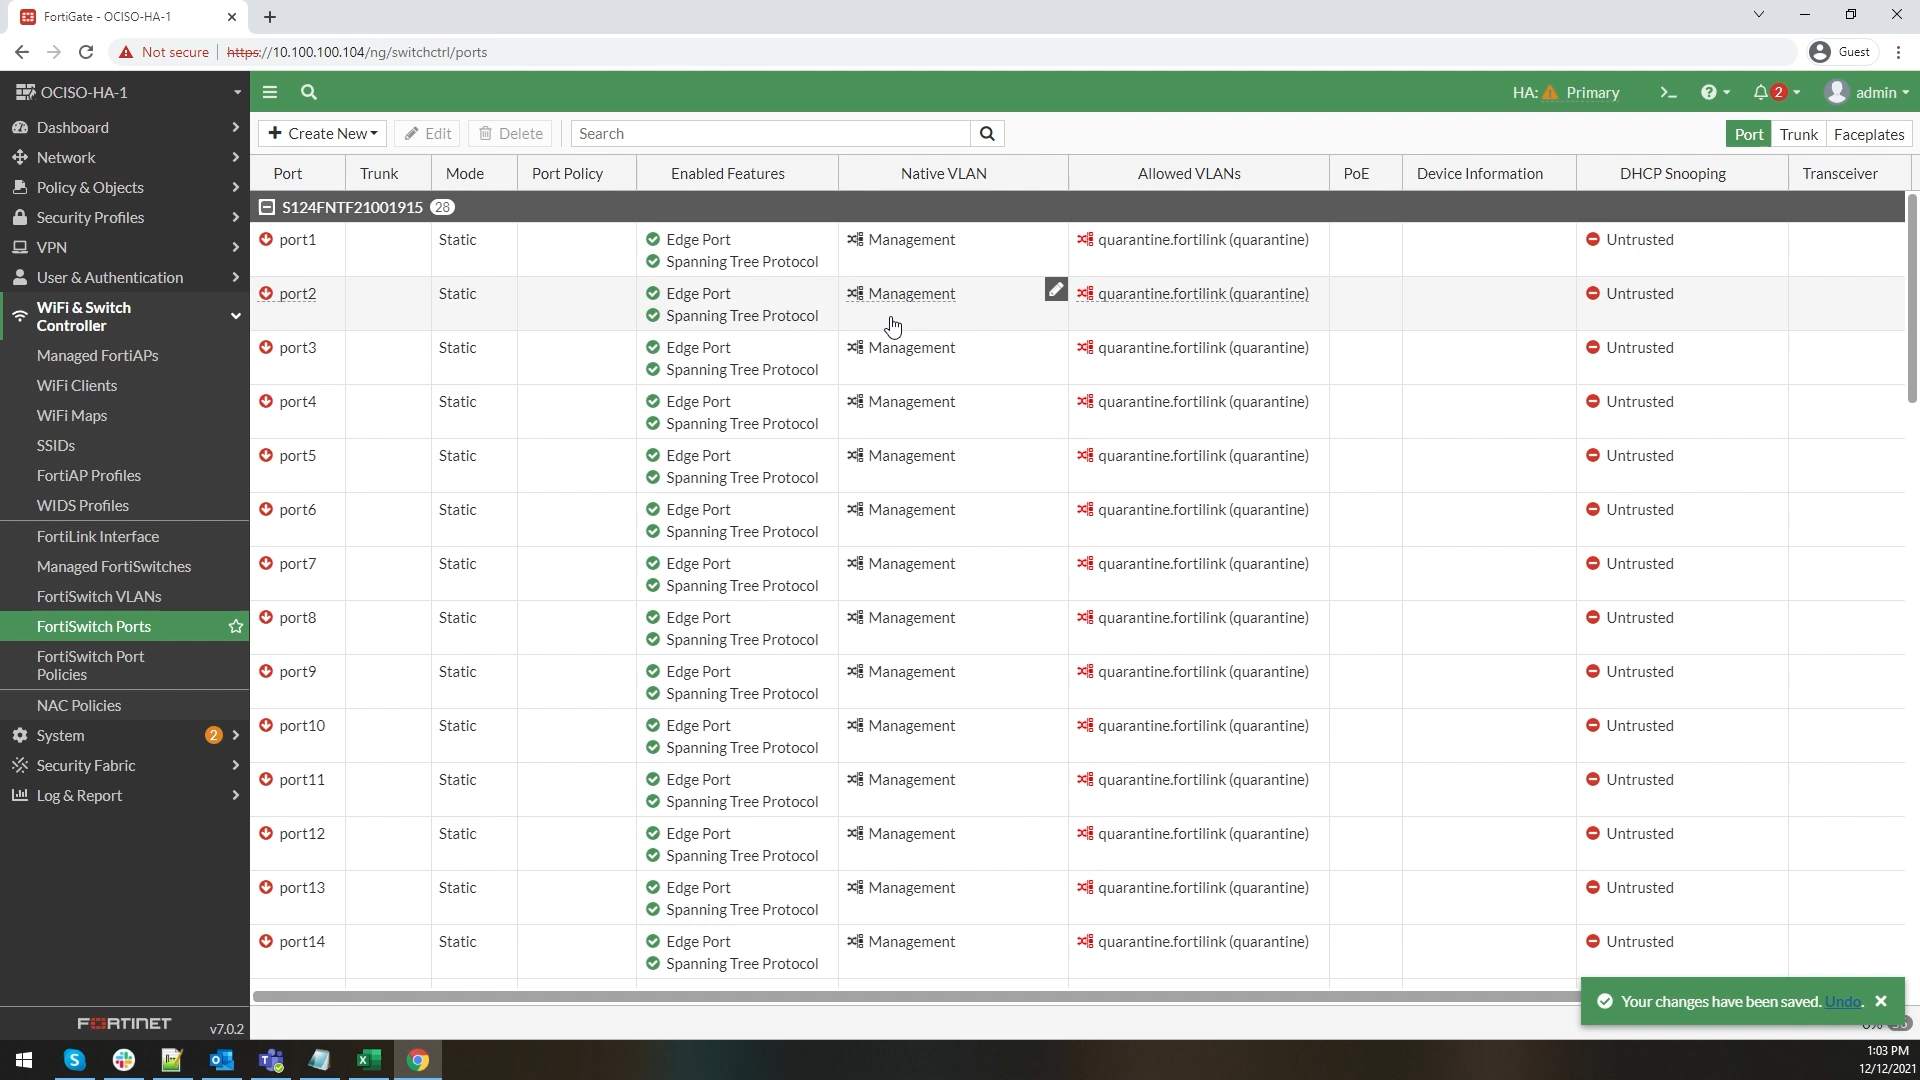 FortiGate - OCISO-HA-1
Not secure https://10.100.100.104/ng/switchctrl/ports Guest
OCISO-HA-1 HA: Primary 2 admin
Dashboard
Network
Policy & Objects
Security Profiles
VPN
User & Authentication
WiFi & Switch
Controller
Managed FortiAPs
WiFi Clients
WiFi Maps
SSIDs
FortiAP Profiles
WIDS Profiles
FortiLink Interface
Managed FortiSwitches
FortiSwitch VLANs
FortiSwitch Ports
FortiSwitch Port
Policies
NAC Policies
System 2
Security Fabric
Log & Report
FORTINET v7.0.2
Create New Edit Delete Search Port Trunk Faceplates
Port Trunk Mode Port Policy Enabled Features Native VLAN Allowed VLANs PoE Device Information DHCP Snooping Transceiver
S124FNTF21001915 28
port1 Static Edge Port Management quarantine.fortilink (quarantine) Untrusted
Spanning Tree Protocol
port2 Static Edge Port Management quarantine.fortilink (quarantine) Untrusted
Spanning Tree Protocol
port3 Static Edge Port Management quarantine.fortilink (quarantine) Untrusted
Spanning Tree Protocol
port4 Static Edge Port Management quarantine.fortilink (quarantine) Untrusted
Spanning Tree Protocol
port5 Static Edge Port Management quarantine.fortilink (quarantine) Untrusted
Spanning Tree Protocol
port6 Static Edge Port Management quarantine.fortilink (quarantine) Untrusted
Spanning Tree Protocol
port7 Static Edge Port Management quarantine.fortilink (quarantine) Untrusted
Spanning Tree Protocol
port8 Static Edge Port Management quarantine.fortilink (quarantine) Untrusted
Spanning Tree Protocol
port9 Static Edge Port Management quarantine.fortilink (quarantine) Untrusted
Spanning Tree Protocol
port10 Static Edge Port Management quarantine.fortilink (quarantine) Untrusted
Spanning Tree Protocol
port11 Static Edge Port Management quarantine.fortilink (quarantine) Untrusted
Spanning Tree Protocol
port12 Static Edge Port Management quarantine.fortilink (quarantine) Untrusted
Spanning Tree Protocol
port13 Static Edge Port Management quarantine.fortilink (quarantine) Untrusted
Spanning Tree Protocol
port14 Static Edge Port Management quarantine.fortilink (quarantine) Untrusted
Spanning Tree Protocol
Your changes have been saved. Undo.
1:03 PM
12/12/2021